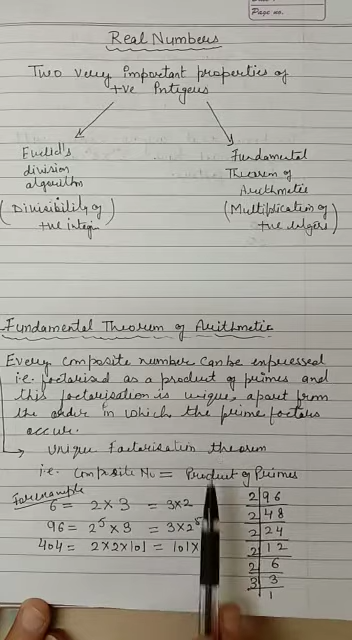 Page no.
Real Numbers
Two very important properties of
+ve Integers
Euclid's
division
algorithm
(Divisibility of
+ve integ)
Fundamental
Theorem of
Arithmetic
(Multiplication of
+ve integers)
Fundamental Theorem of Arithmetic
Every composite number can be expressed
i.e. factorised as a product of primes and
this factorisation is unique, apart from
the order in which the prime factors
occur.
Unique Factorisation theorem
i.e. Composite No = Product of Primes
For example
6 = 2 × 3 = 3×2
96 = 2⁵ × 3 = 3×2⁵
404 = 2×2×101 = 101×
2 96
2 48
2 24
2 12
2 6
3 3
1